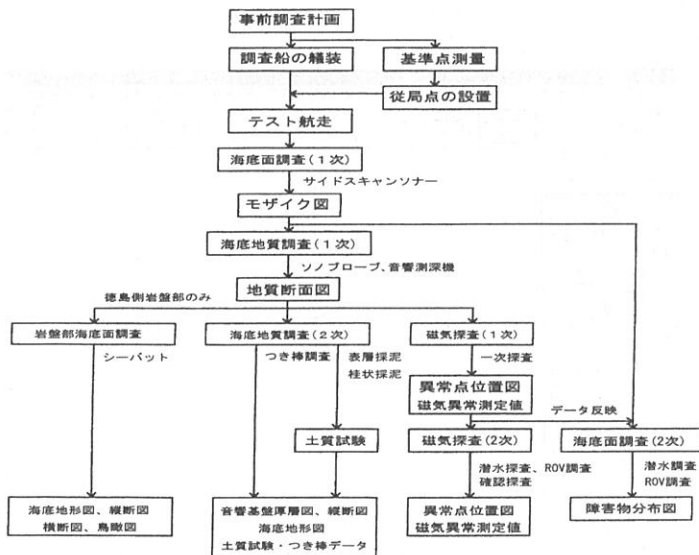 事前調査計画
調査船の艤装
基準点測量
従局点の設置
テスト航走
海底面調査(1次)
サイドスキャンソナー
モザイク図
海底地質調査(1次)
ソノプローブ、音響測深機
地質断面図
徳島側岩盤部のみ
岩盤部海底面調査
海底地質調査(2次)
磁気探査(1次)
シーバット
つき棒調査
表層採泥
柱状採泥
一次探査
異常点位置図
磁気異常測定値
データ反映
土質試験
磁気探査(2次)
海底面調査(2次)
潜水探査、ROV調査
確認探査
潜水調査
ROV調査
海底地形図、縦断図
横断図、鳥瞰図
音響基盤厚層図、縦断図
海底地形図
土質試験・つき棒データ
異常点位置図
磁気異常測定値
障害物分布図